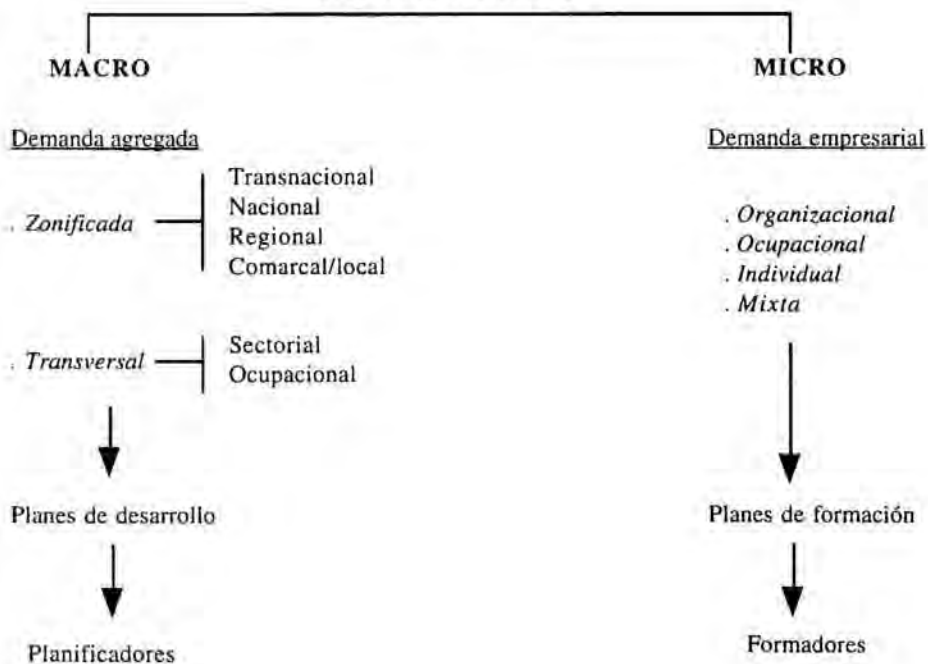 MACRO
Demanda agregada
. Zonificada
Transnacional
Nacional
Regional
Comarcal/local
. Transversal
Sectorial
Ocupacional
Planes de desarrollo
Planificadores
MICRO
Demanda empresarial
. Organizacional
. Ocupacional
. Individual
. Mixta
Planes de formación
Formadores